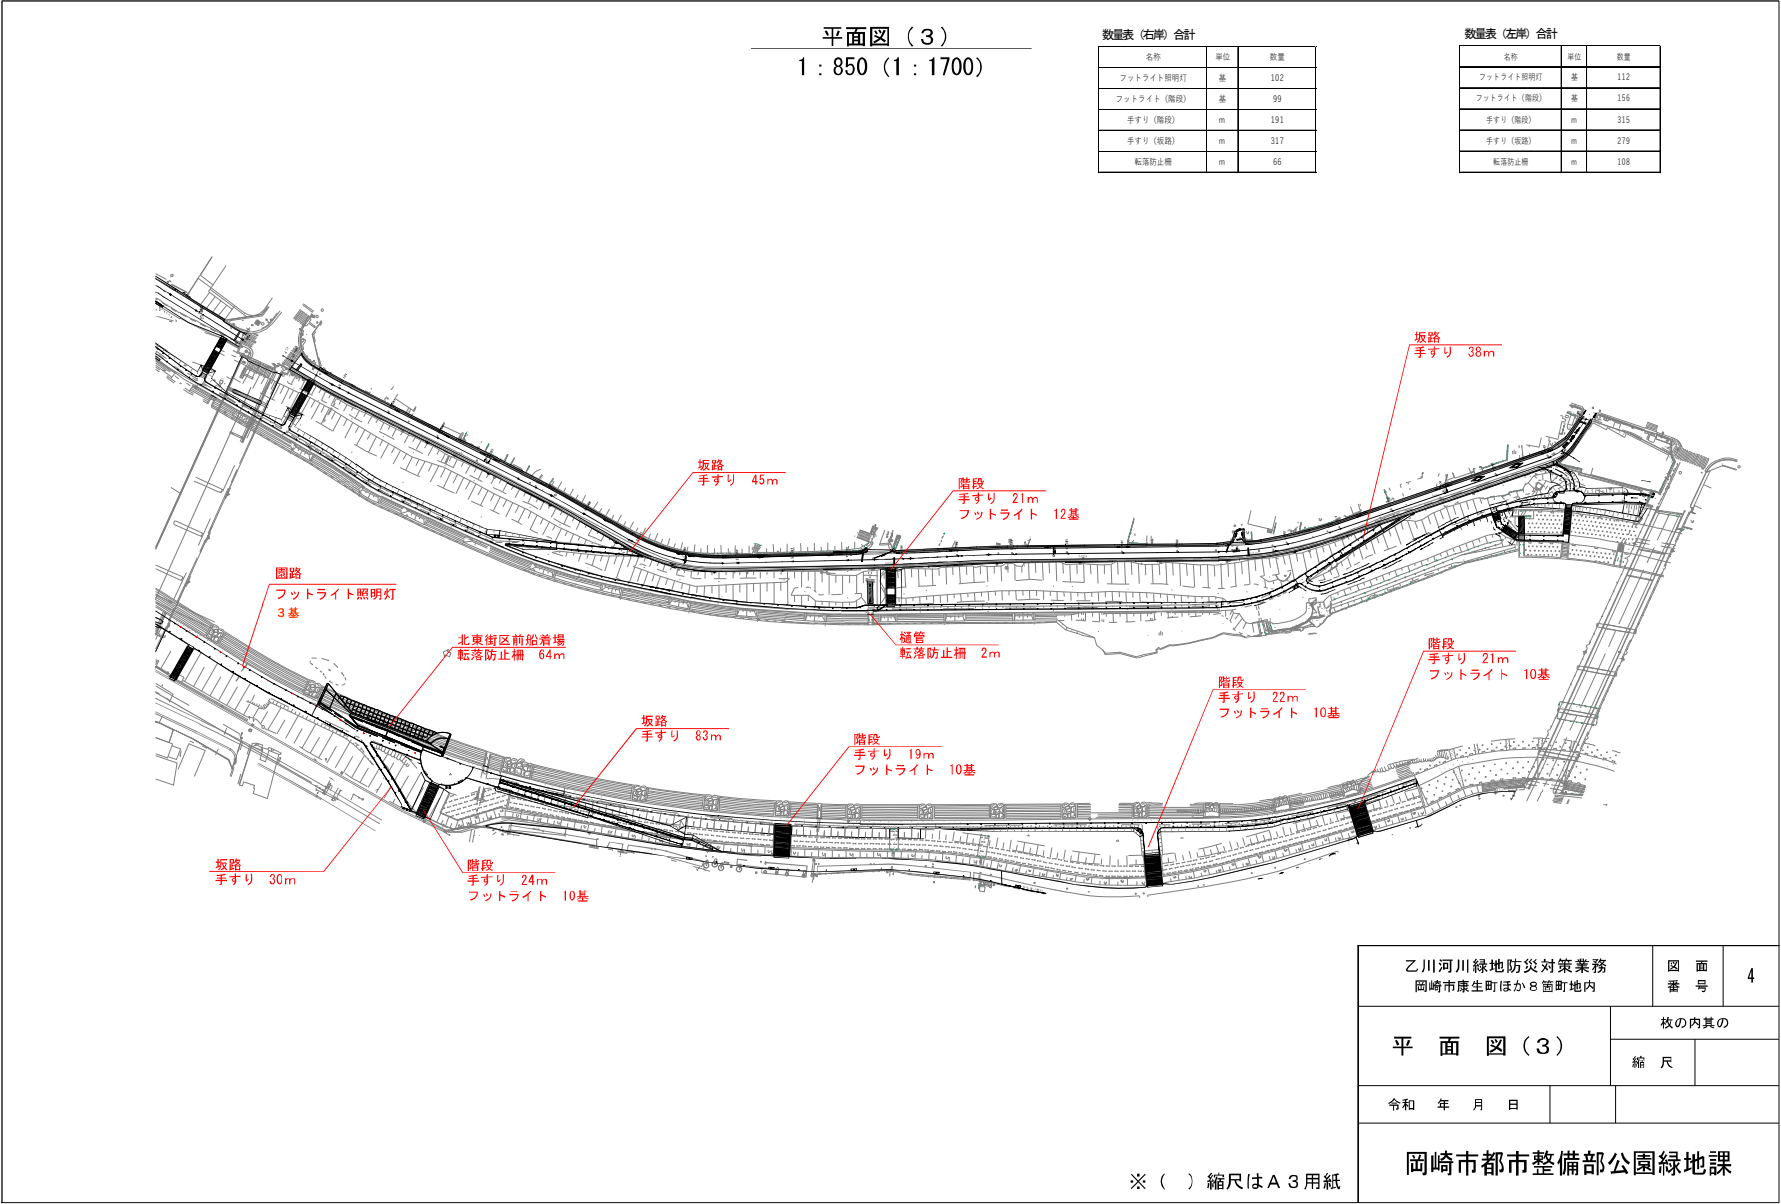 平面図（３）
1：850（1：1700）
数量表（右岸）合計
名称 単位 数量
フットライト照明灯 基 102
フットライト（階段） 基 99
手すり（階段） m 191
手すり（坂路） m 317
転落防止柵 m 66
数量表（左岸）合計
名称 単位 数量
フットライト照明灯 基 112
フットライト（階段） 基 156
手すり（階段） m 315
手すり（坂路） m 279
転落防止柵 m 108
坂路
手すり 38m
坂路
手すり 45m
階段
手すり 21m
フットライト 12基
園路
フットライト照明灯
３基
北東街区前船着場
転落防止柵 64m
樋管
転落防止柵 2m
階段
手すり 21m
フットライト 10基
階段
手すり 22m
フットライト 10基
坂路
手すり 83m
階段
手すり 19m
フットライト 10基
坂路
手すり 30m
階段
手すり 24m
フットライト 10基
乙川河川緑地防災対策業務
岡崎市康生町ほか８箇町地内
図面番号
4
平面図（３）
枚の内其の
縮尺
令和 年 月 日
岡崎市都市整備部公園緑地課
※（ ）縮尺はＡ３用紙